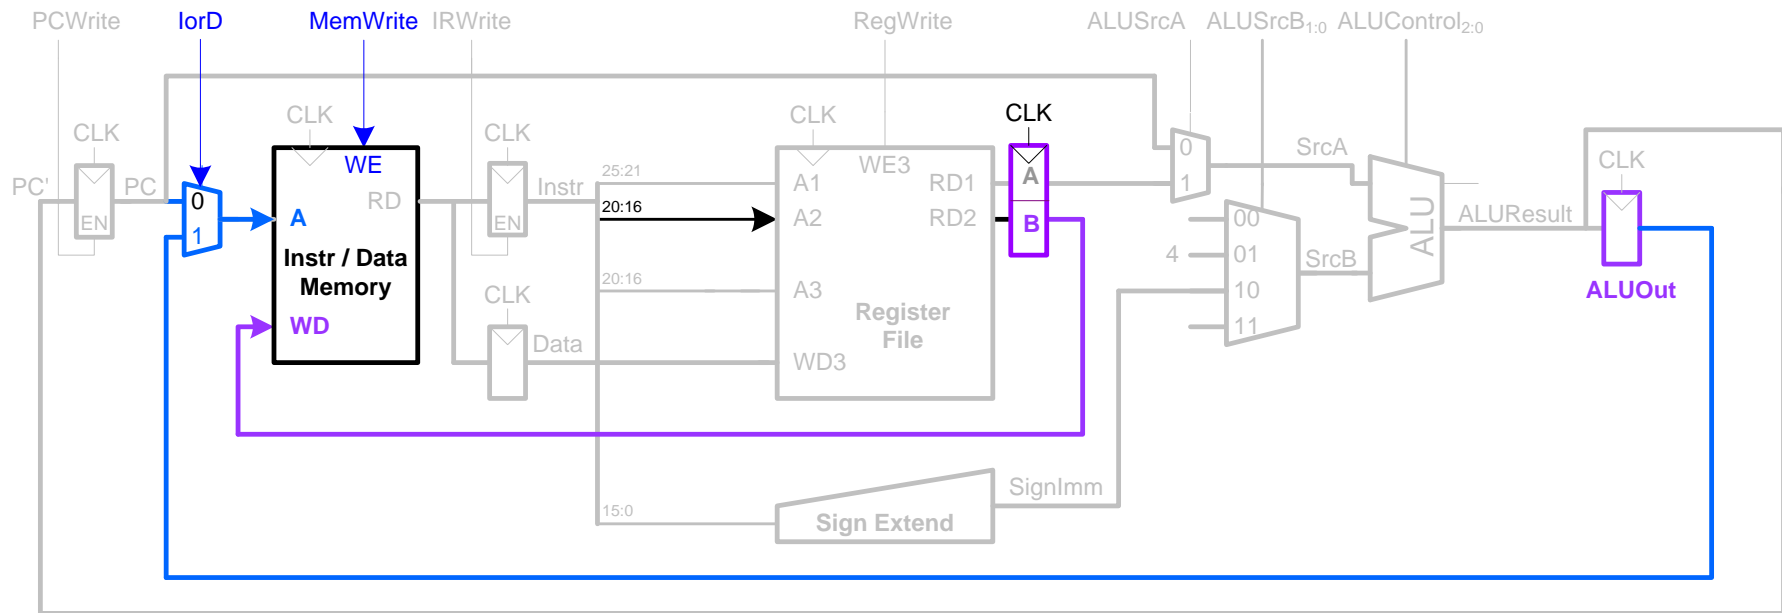 PCWrite IorD MemWrite IRWrite RegWrite ALUSrcA ALUSrcB1:0 ALUControl2:0
CLK CLK CLK CLK CLK CLK
PC' PC EN
0
1
WE
A RD
Instr / Data
Memory
WD
EN Instr
CLK
Data
25:21
20:16
20:16
15:0
WE3
A1 RD1
A2 RD2
A3
Register
File
WD3
A
B
0
1
SrcA
00
4 01
10
11
SrcB
ALU
ALUResult
ALUOut
SignImm
Sign Extend